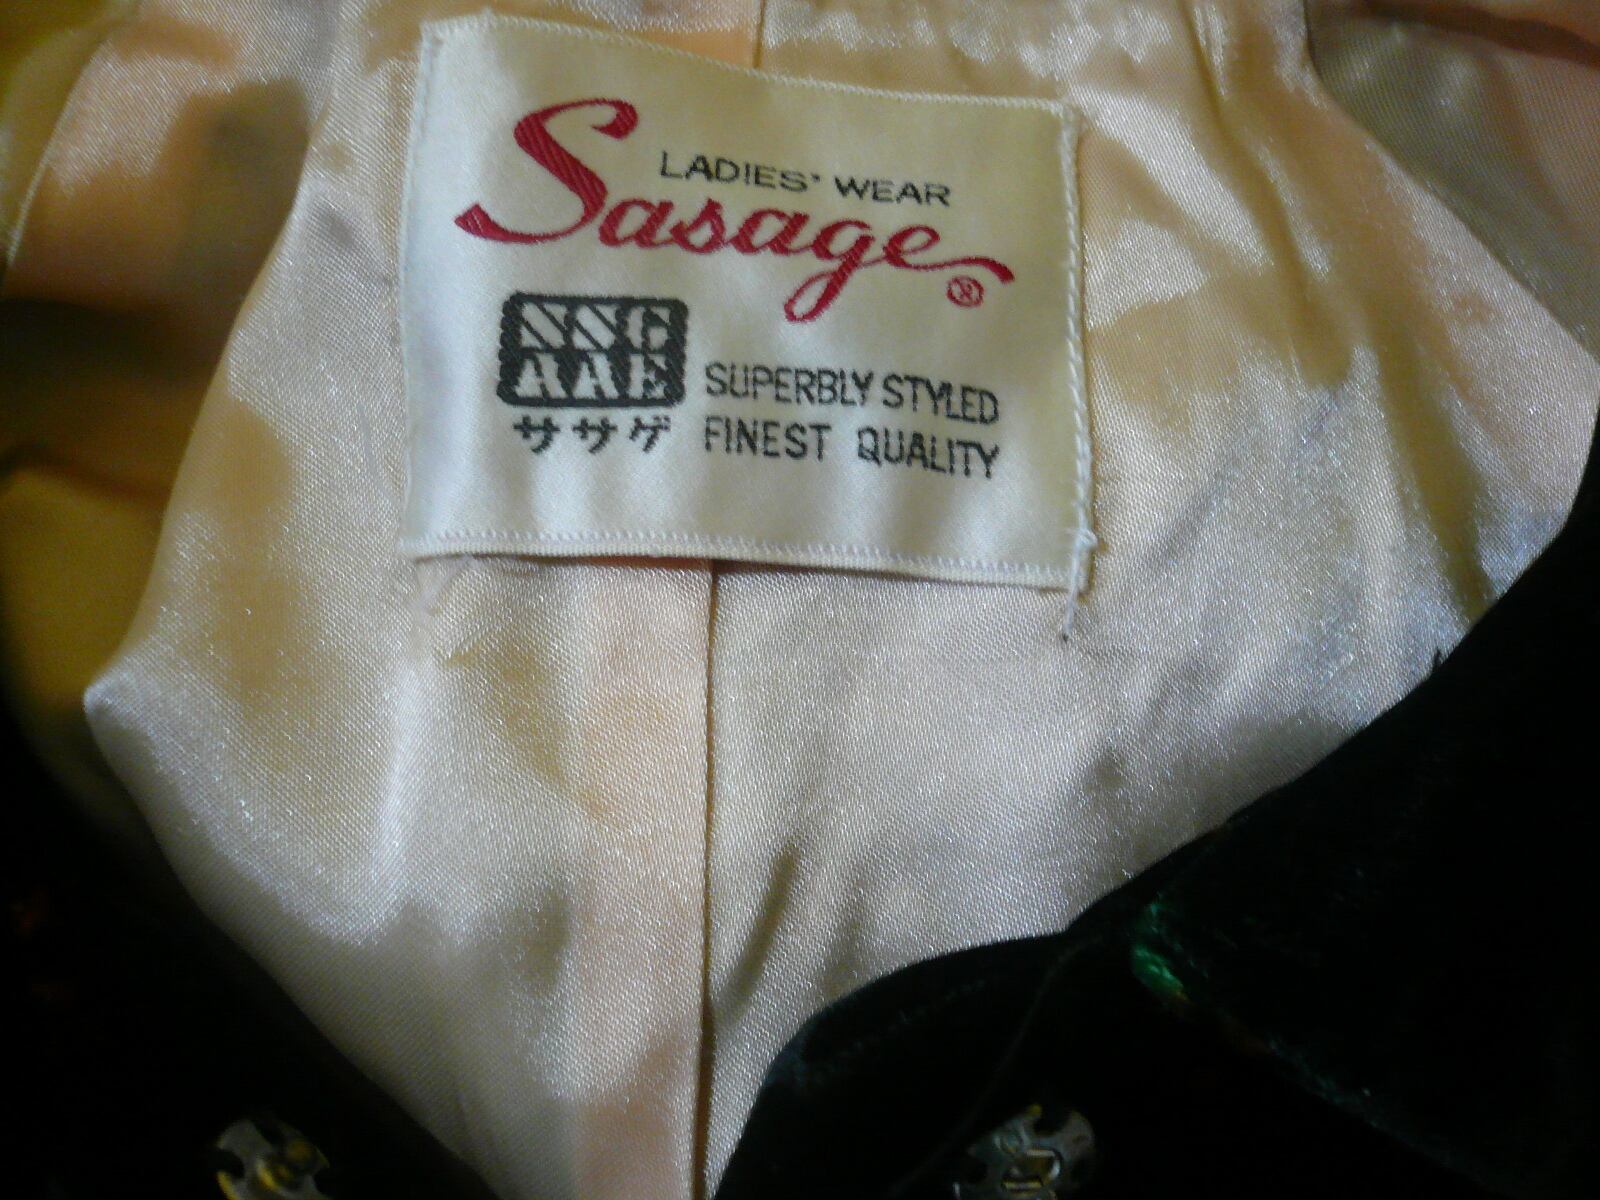 LADIES' WEAR
Sasage®
SSG
AAE
ササゲ
SUPERBLY STYLED
FINEST QUALITY